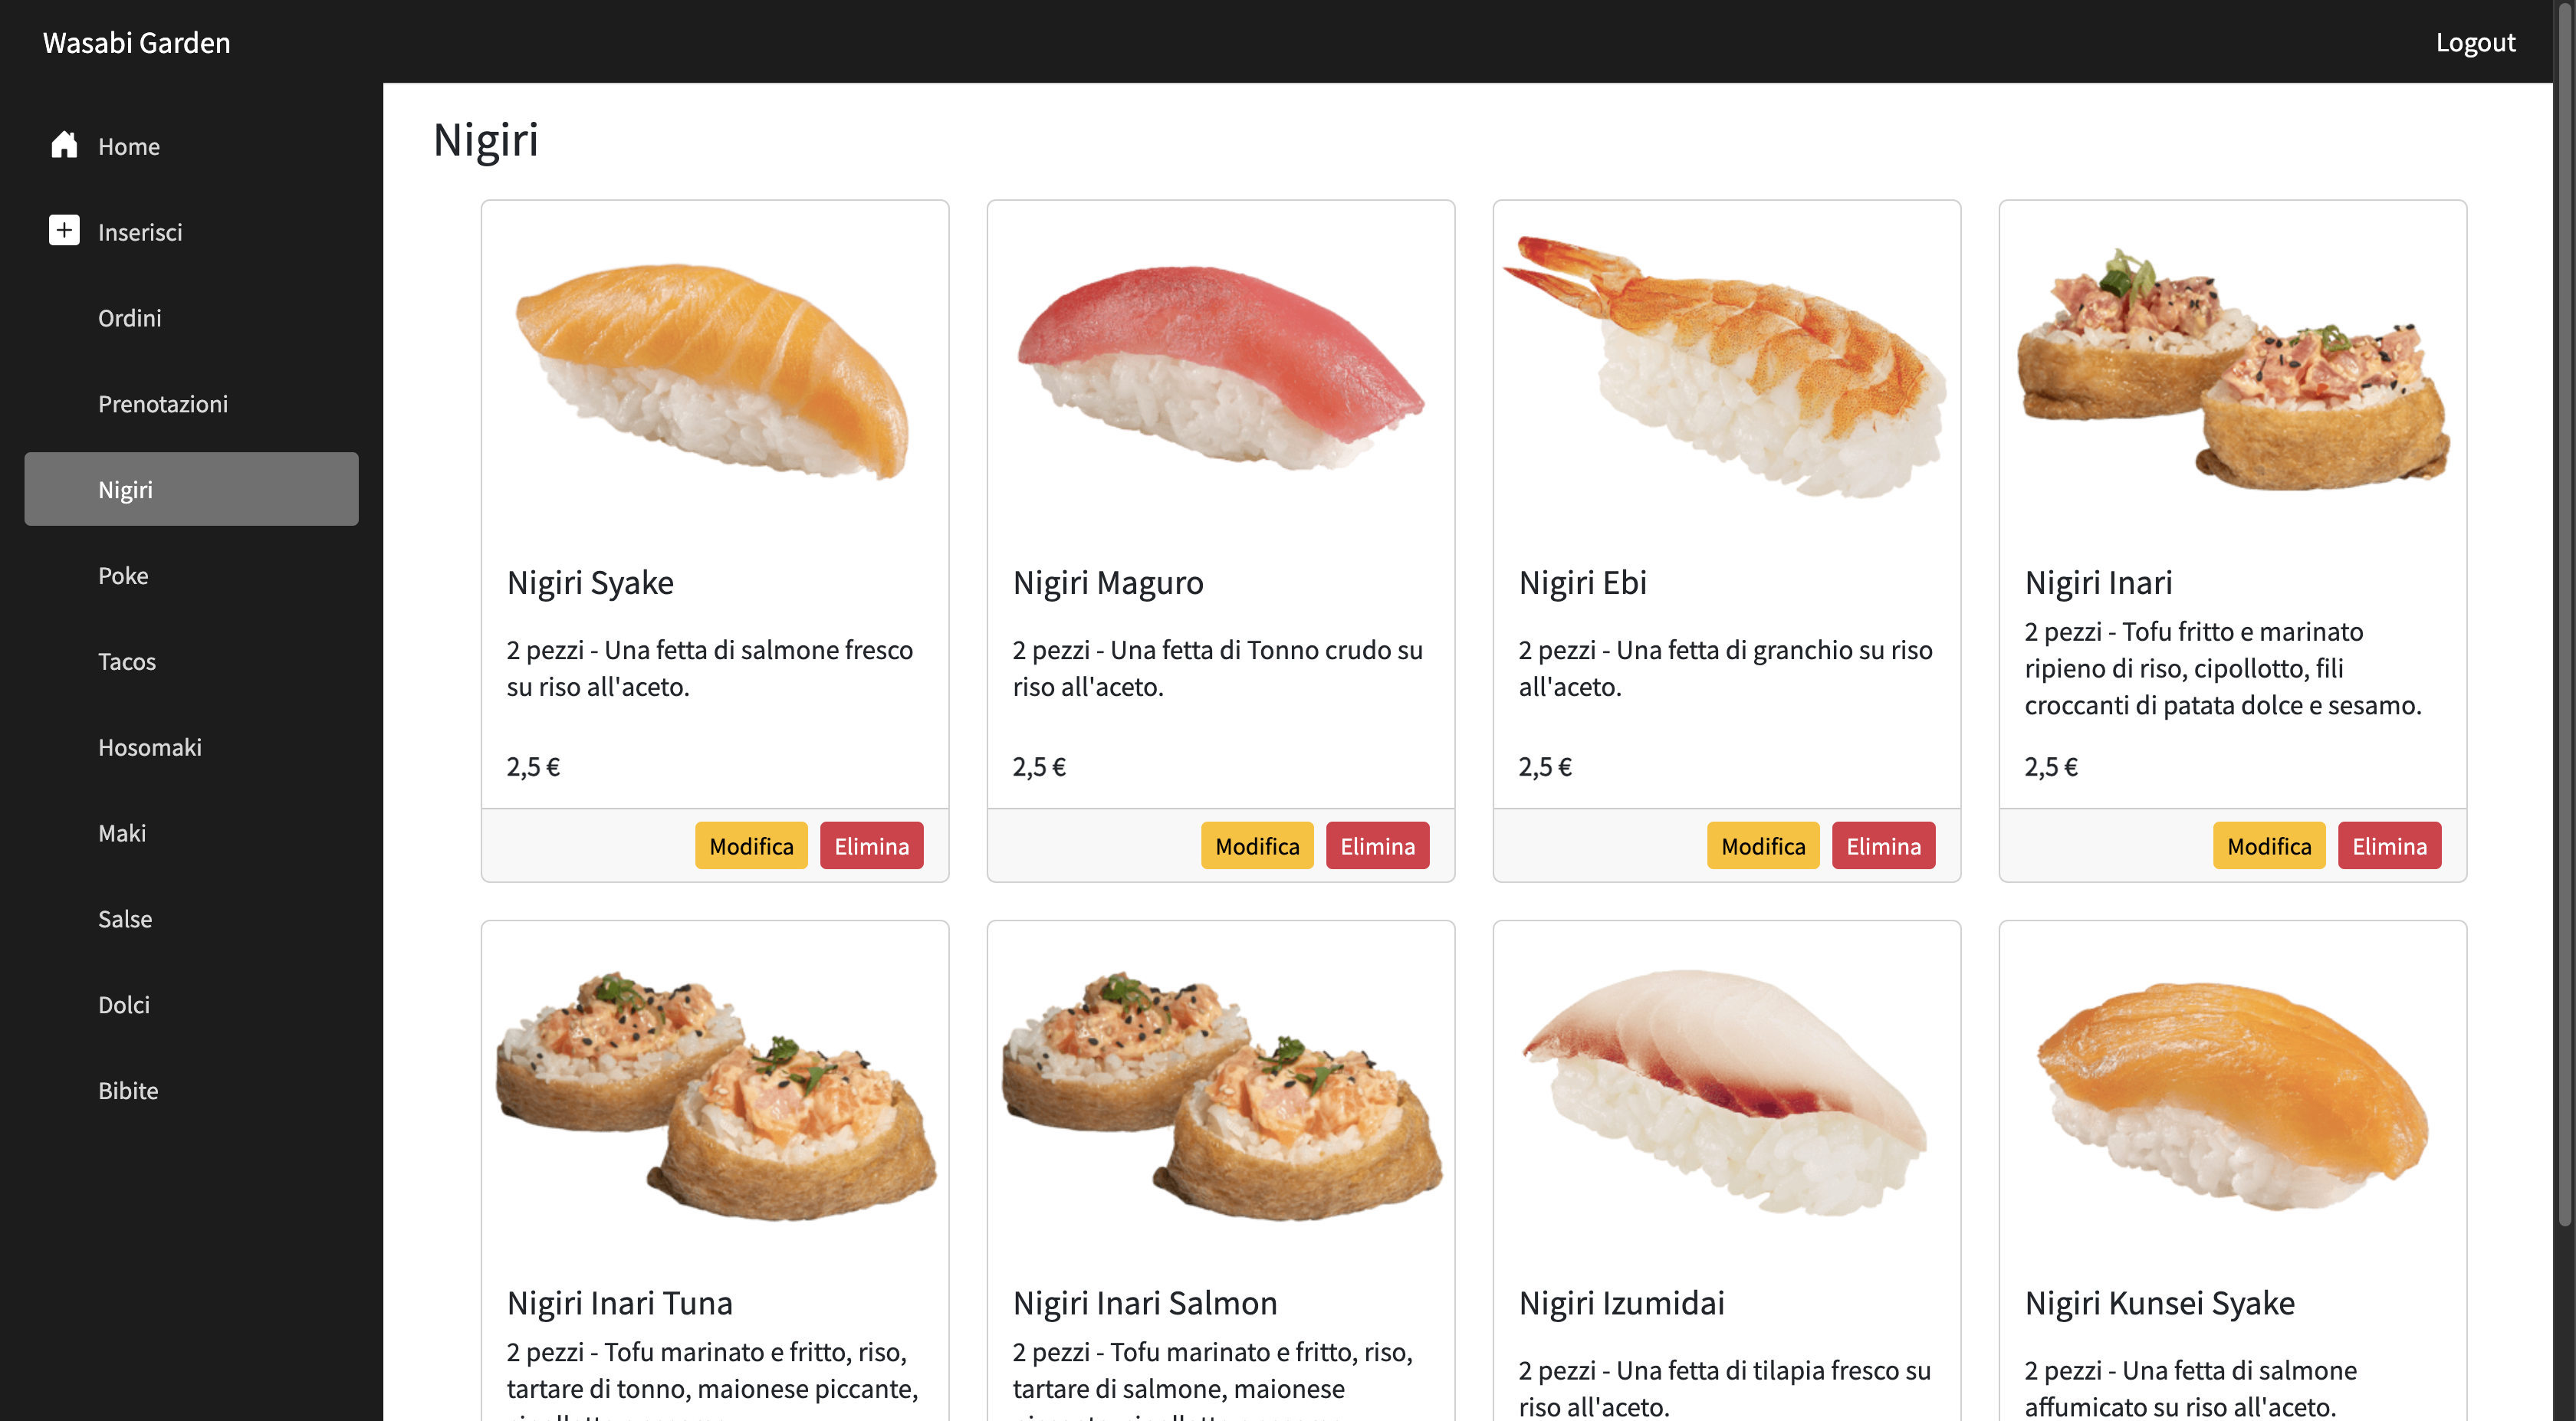 Wasabi Garden
Logout
Home
Inserisci
Ordini
Prenotazioni
Nigiri
Poke
Tacos
Hosomaki
Maki
Salse
Dolci
Bibite
Nigiri
Nigiri Syake
2 pezzi - Una fetta di salmone fresco
su riso all'aceto.
2,5 €
Modifica Elimina
Nigiri Maguro
2 pezzi - Una fetta di Tonno crudo su
riso all'aceto.
2,5 €
Modifica Elimina
Nigiri Ebi
2 pezzi - Una fetta di granchio su riso
all'aceto.
2,5 €
Modifica Elimina
Nigiri Inari
2 pezzi - Tofu fritto e marinato
ripieno di riso, cipollotto, fili
croccanti di patata dolce e sesamo.
2,5 €
Modifica Elimina
Nigiri Inari Tuna
2 pezzi - Tofu marinato e fritto, riso,
tartare di tonno, maionese piccante,
Nigiri Inari Salmon
2 pezzi - Tofu marinato e fritto, riso,
tartare di salmone, maionese
Nigiri Izumidai
2 pezzi - Una fetta di tilapia fresco su
riso all'aceto.
Nigiri Kunsei Syake
2 pezzi - Una fetta di salmone
affumicato su riso all'aceto.